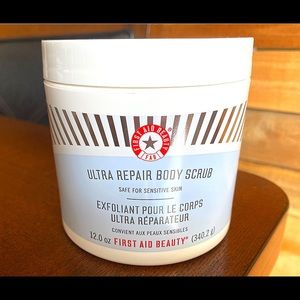 FIRST AID BEAUTY®
ULTRA REPAIR BODY SCRUB
SAFE FOR SENSITIVE SKIN
EXFOLIANT POUR LE CORPS
ULTRA RÉPARATEUR
CONVIENT AUX PEAUX SENSIBLES
12.0 oz FIRST AID BEAUTY® (340.2 g)